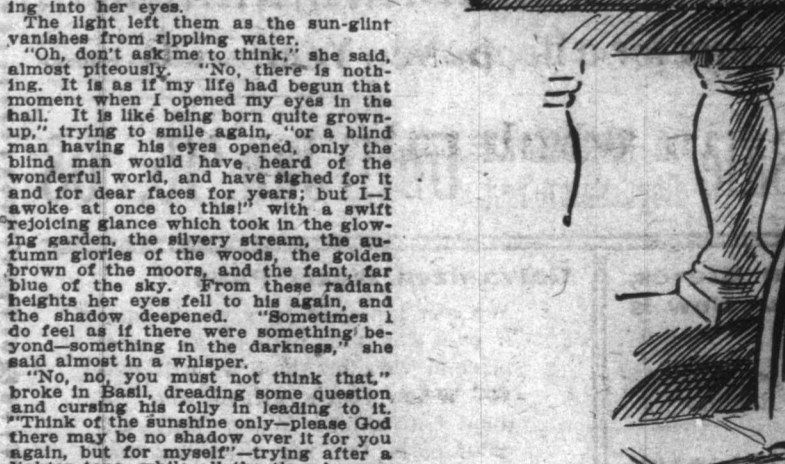 ing into her eyes.
The light left them as the sun-glint
vanishes from rippling water.
"Oh, don't ask me to think," she said,
almost piteously. "No, there is noth-
ing. It is as if my life had begun that
moment when I opened my eyes in the
hall. It is like being born quite grown-
up," trying to smile again, "or a blind
man having his eyes opened, only the
blind man would have heard of the
wonderful world, and have sighed for it
and for dear faces for years; but I—I
awoke at once to this!" with a swift
rejoicing glance which took in the glow-
ing garden, the silvery stream, the au-
tumn glories of the woods, the golden
brown of the moors, and the faint, far
blue of the sky. From these radiant
heights her eyes fell to his again, and
the shadow deepened. "Sometimes I
do feel as if there were something be-
yond—something in the darkness," she
said almost in a whisper.
"No, no, you must not think that,"
broke in Basil, dreading some question
and cursing his folly in leading to it.
"Think of the sunshine only—please God
there may be no shadow over it for you
again, but for myself"—trying after a